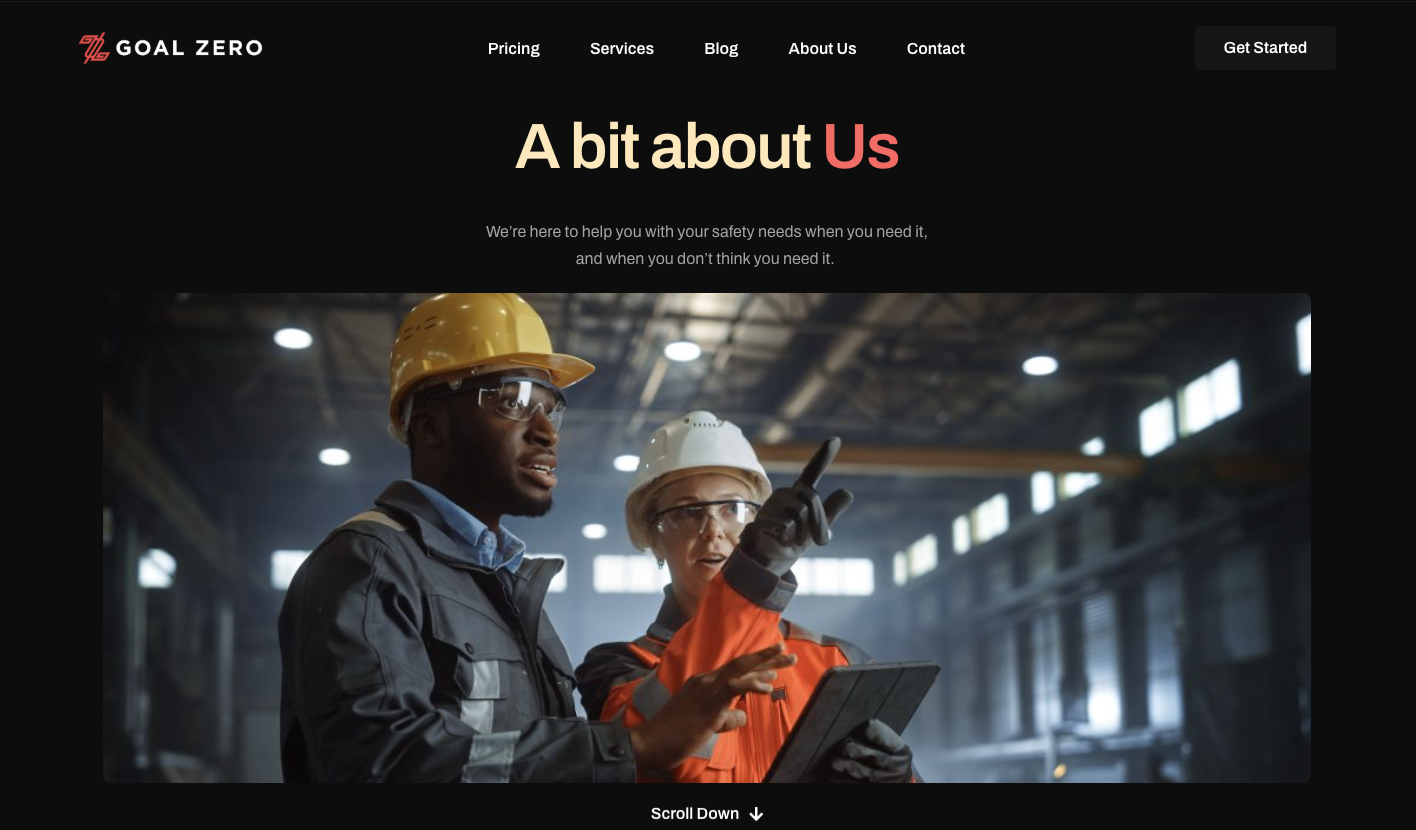 GOAL ZERO
Pricing
Services
Blog
About Us
Contact
Get Started
A bit about Us
We’re here to help you with your safety needs when you need it,
and when you don’t think you need it.
Scroll Down